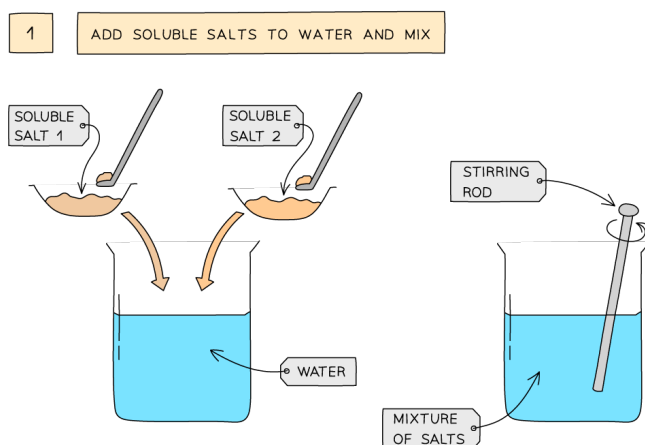 1
ADD SOLUBLE SALTS TO WATER AND MIX
SOLUBLE
SALT 1
SOLUBLE
SALT 2
STIRRING
ROD
WATER
MIXTURE
OF SALTS